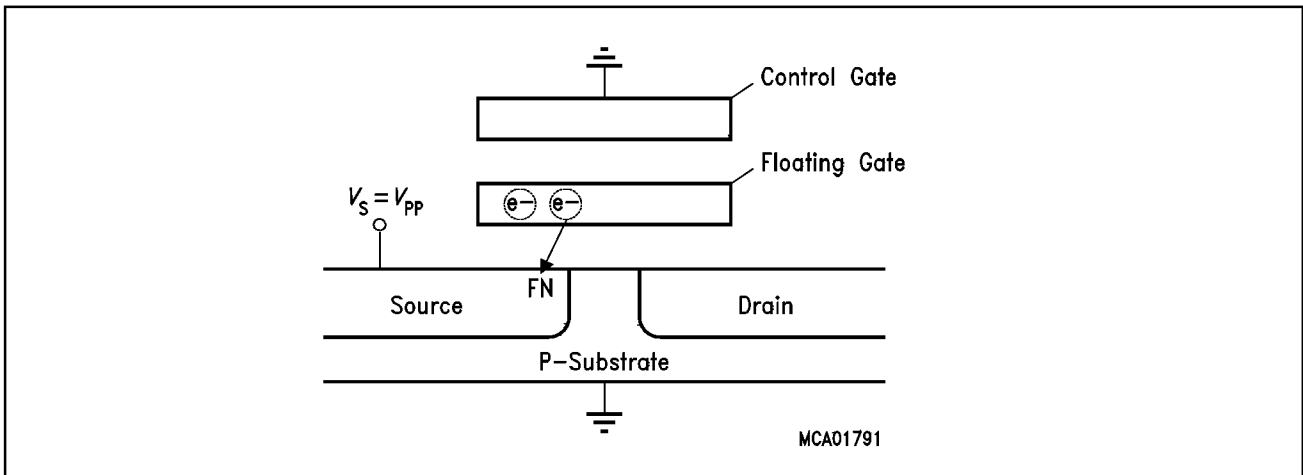 Control Gate
Floating Gate
e− e−
V_S = V_PP
FN
Source
Drain
P−Substrate
MCA01791